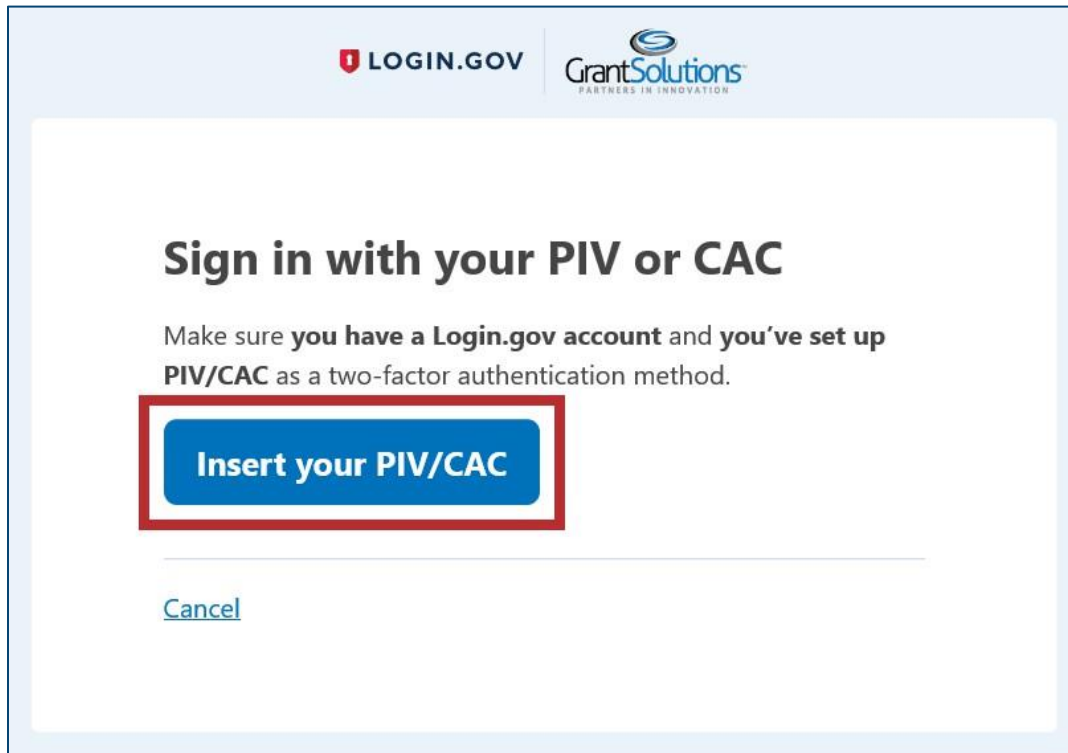 LOGIN.GOV
GrantSolutions
PARTNERS IN INNOVATION
Sign in with your PIV or CAC
Make sure you have a Login.gov account and you’ve set up
PIV/CAC as a two-factor authentication method.
Insert your PIV/CAC
Cancel